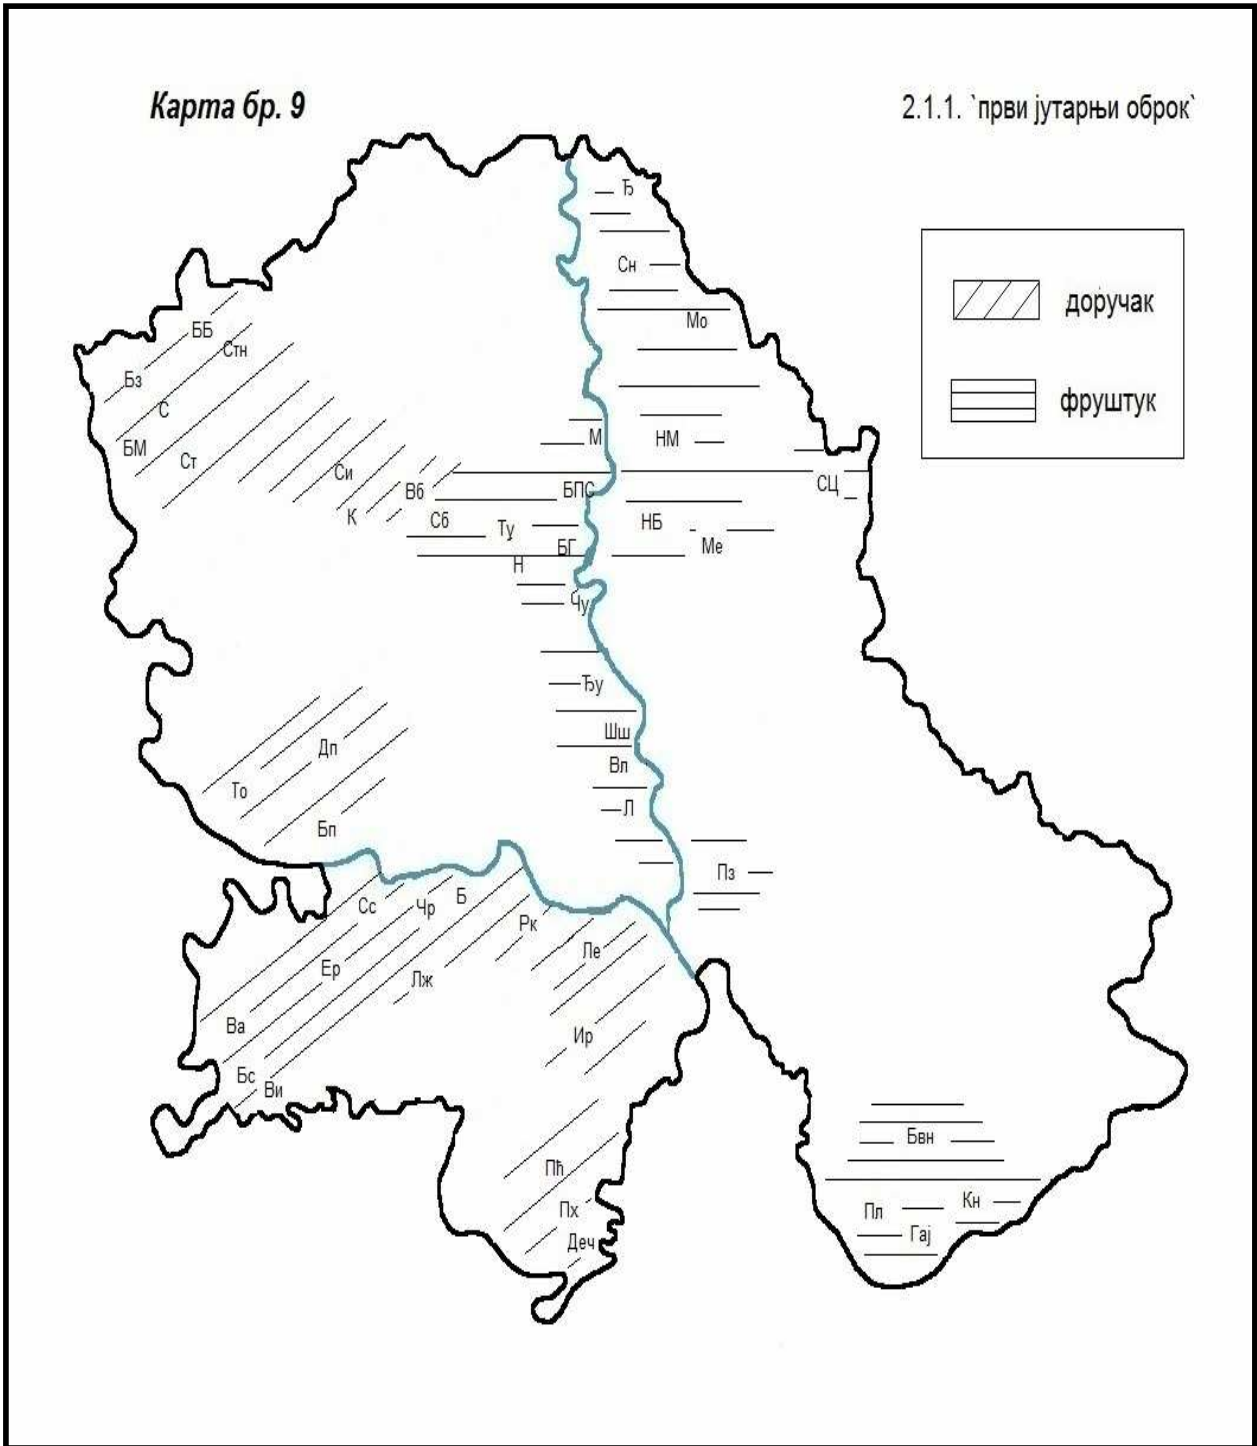 Карта бр. 9
2.1.1. `први јутарњи оброк`
Ђ
Сн
Мо
доручак
фруштук
ББ
Стн
Бз
С
БМ
Ст
Си
М
НМ
СЦ
Вб
БПС
К
Сб
Ту
НБ
БГ
Ме
Н
Чу
Ђу
Шш
Дп
Вл
То
Л
Бп
Пз
Сс
Чр
Б
Рк
Ле
Ер
Лж
Ва
Ир
Бс
Ви
Бвн
Пћ
Пх
Пл
Кн
Деч
Гај